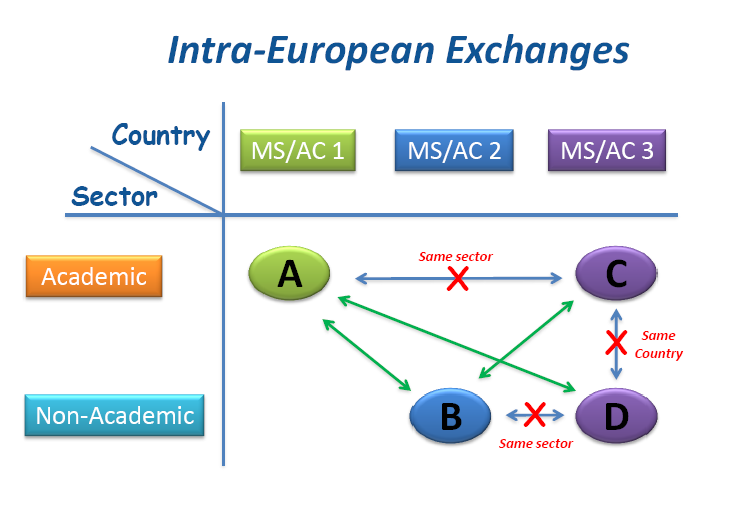 Intra-European Exchanges
Country
Sector
MS/AC 1
MS/AC 2
MS/AC 3
Academic
A
Same sector
C
Same
Country
Non-Academic
B
D
Same sector